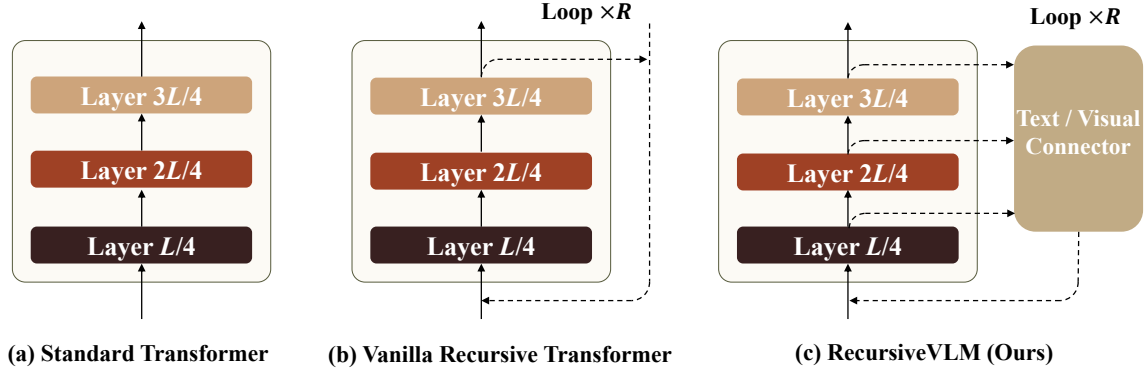 Loop ×R
Loop ×R
Layer 3L/4
Layer 2L/4
Layer L/4
Layer 3L/4
Layer 2L/4
Layer L/4
Layer 3L/4
Layer 2L/4
Layer L/4
Text / Visual
Connector
(a) Standard Transformer
(b) Vanilla Recursive Transformer
(c) RecursiveVLM (Ours)